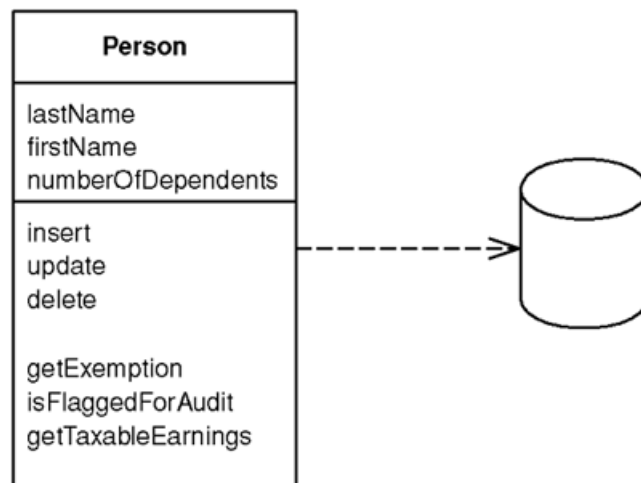 Person
lastName
firstName
numberOfDependents
insert
update
delete
getExemption
isFlaggedForAudit
getTaxableEarnings